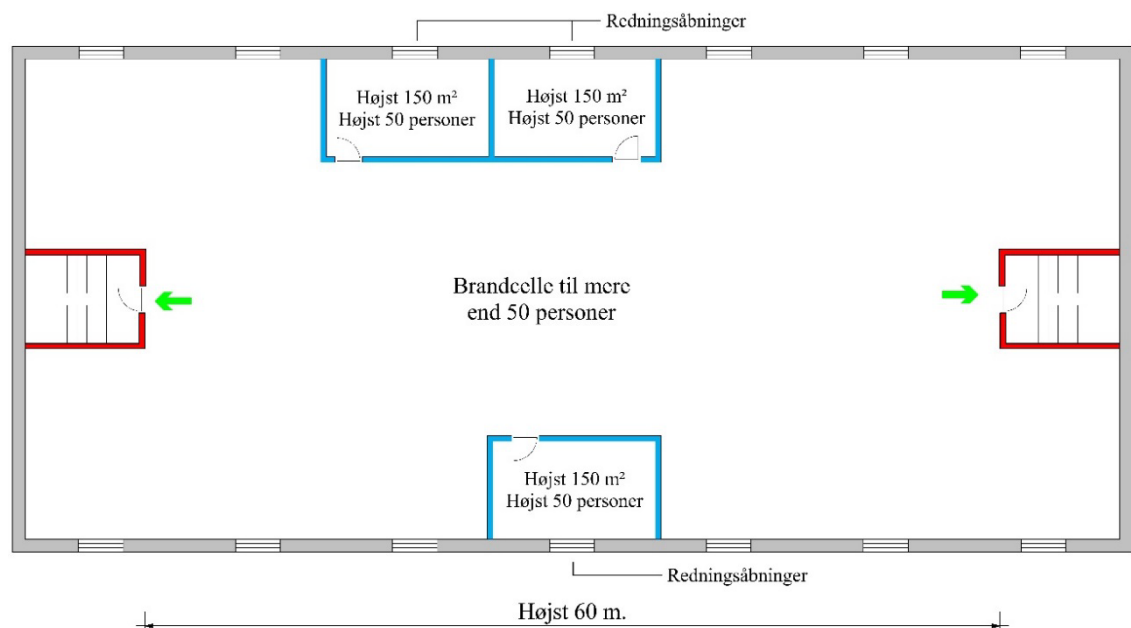 Redningsåbninger
Højst 150 m²
Højst 50 personer
Højst 150 m²
Højst 50 personer
Brandcelle til mere
end 50 personer
Højst 150 m²
Højst 50 personer
Redningsåbninger
Højst 60 m.